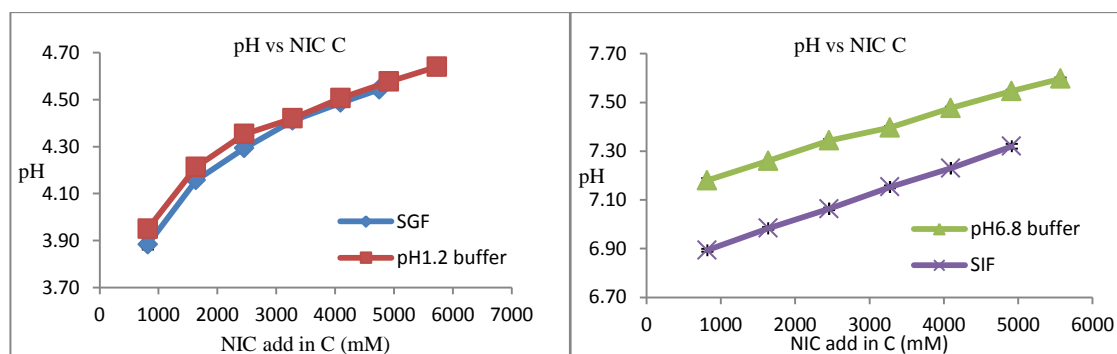 pH vs NIC C
4.70
4.50
4.30
4.10
3.90
3.70
pH
SGF
pH1.2 buffer
0 1000 2000 3000 4000 5000 6000 7000
NIC add in C (mM)
pH vs NIC C
7.70
7.50
7.30
7.10
6.90
6.70
pH
pH6.8 buffer
SIF
0 1000 2000 3000 4000 5000 6000
NIC add in C (mM)